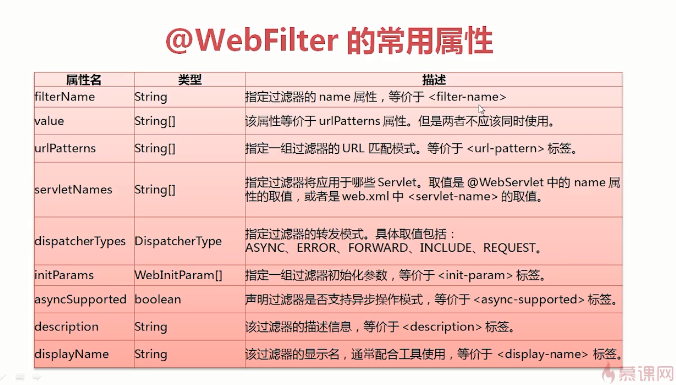 @WebFilter 的常用属性
属性名 类型 描述
filterName String 指定过滤器的 name 属性，等价于 <filter-name>
value String[] 该属性等价于 urlPatterns 属性。但是两者不应该同时使用。
urlPatterns String[] 指定一组过滤器的 URL 匹配模式。等价于 <url-pattern> 标签。
servletNames String[] 指定过滤器将应用于哪些 Servlet。取值是 @WebServlet 中的 name 属
性的取值，或者是 web.xml 中 <servlet-name> 的取值。
dispatcherTypes DispatcherType 指定过滤器的转发模式。具体取值包括：
ASYNC、ERROR、FORWARD、INCLUDE、REQUEST。
initParams WebInitParam[] 指定一组过滤器初始化参数，等价于 <init-param> 标签。
asyncSupported boolean 声明过滤器是否支持异步操作模式，等价于 <async-supported> 标签。
description String 该过滤器的描述信息，等价于 <description> 标签。
displayName String 该过滤器的显示名，通常配合工具使用，等价于 <display-name> 标签。
慕课网